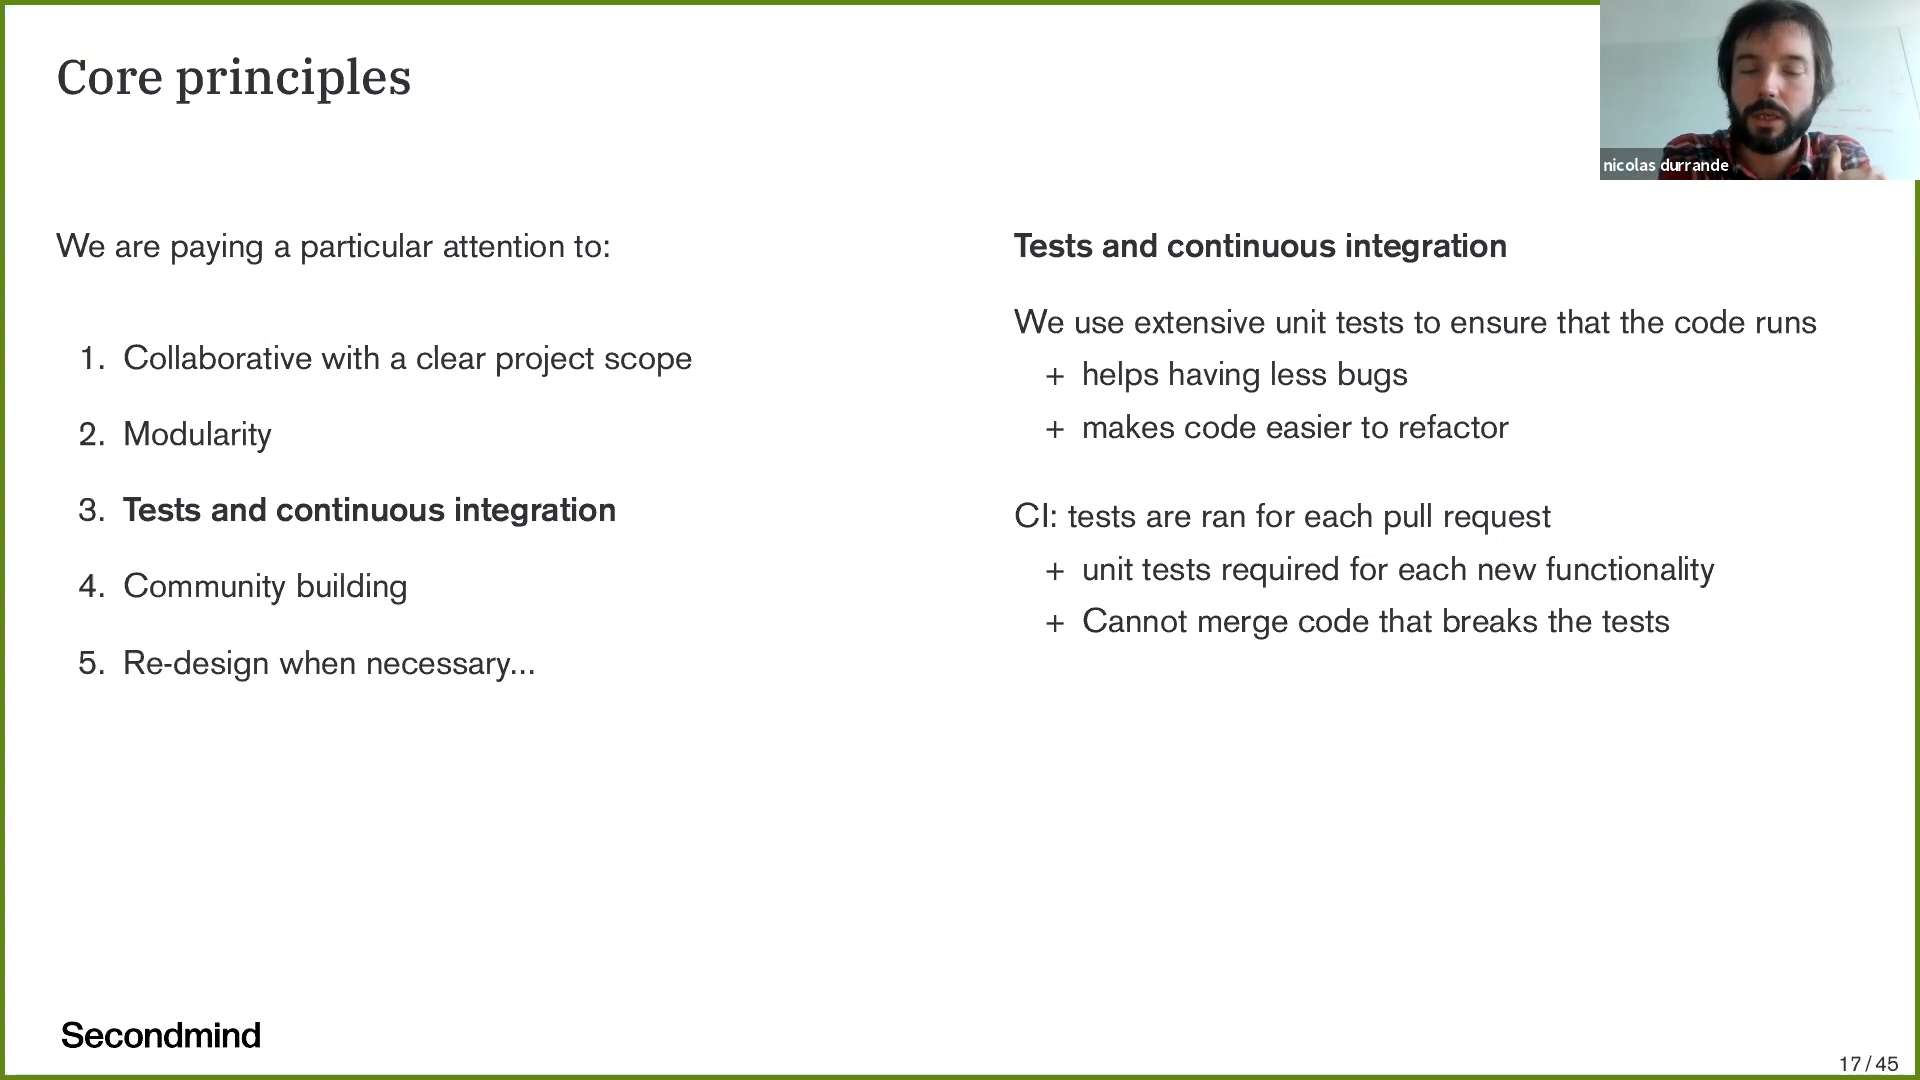 Core principles
nicolas durrande
We are paying a particular attention to:
1. Collaborative with a clear project scope
2. Modularity
3. Tests and continuous integration
4. Community building
5. Re-design when necessary...
Tests and continuous integration
We use extensive unit tests to ensure that the code runs
+ helps having less bugs
+ makes code easier to refactor
CI: tests are ran for each pull request
+ unit tests required for each new functionality
+ Cannot merge code that breaks the tests
Secondmind
17/45